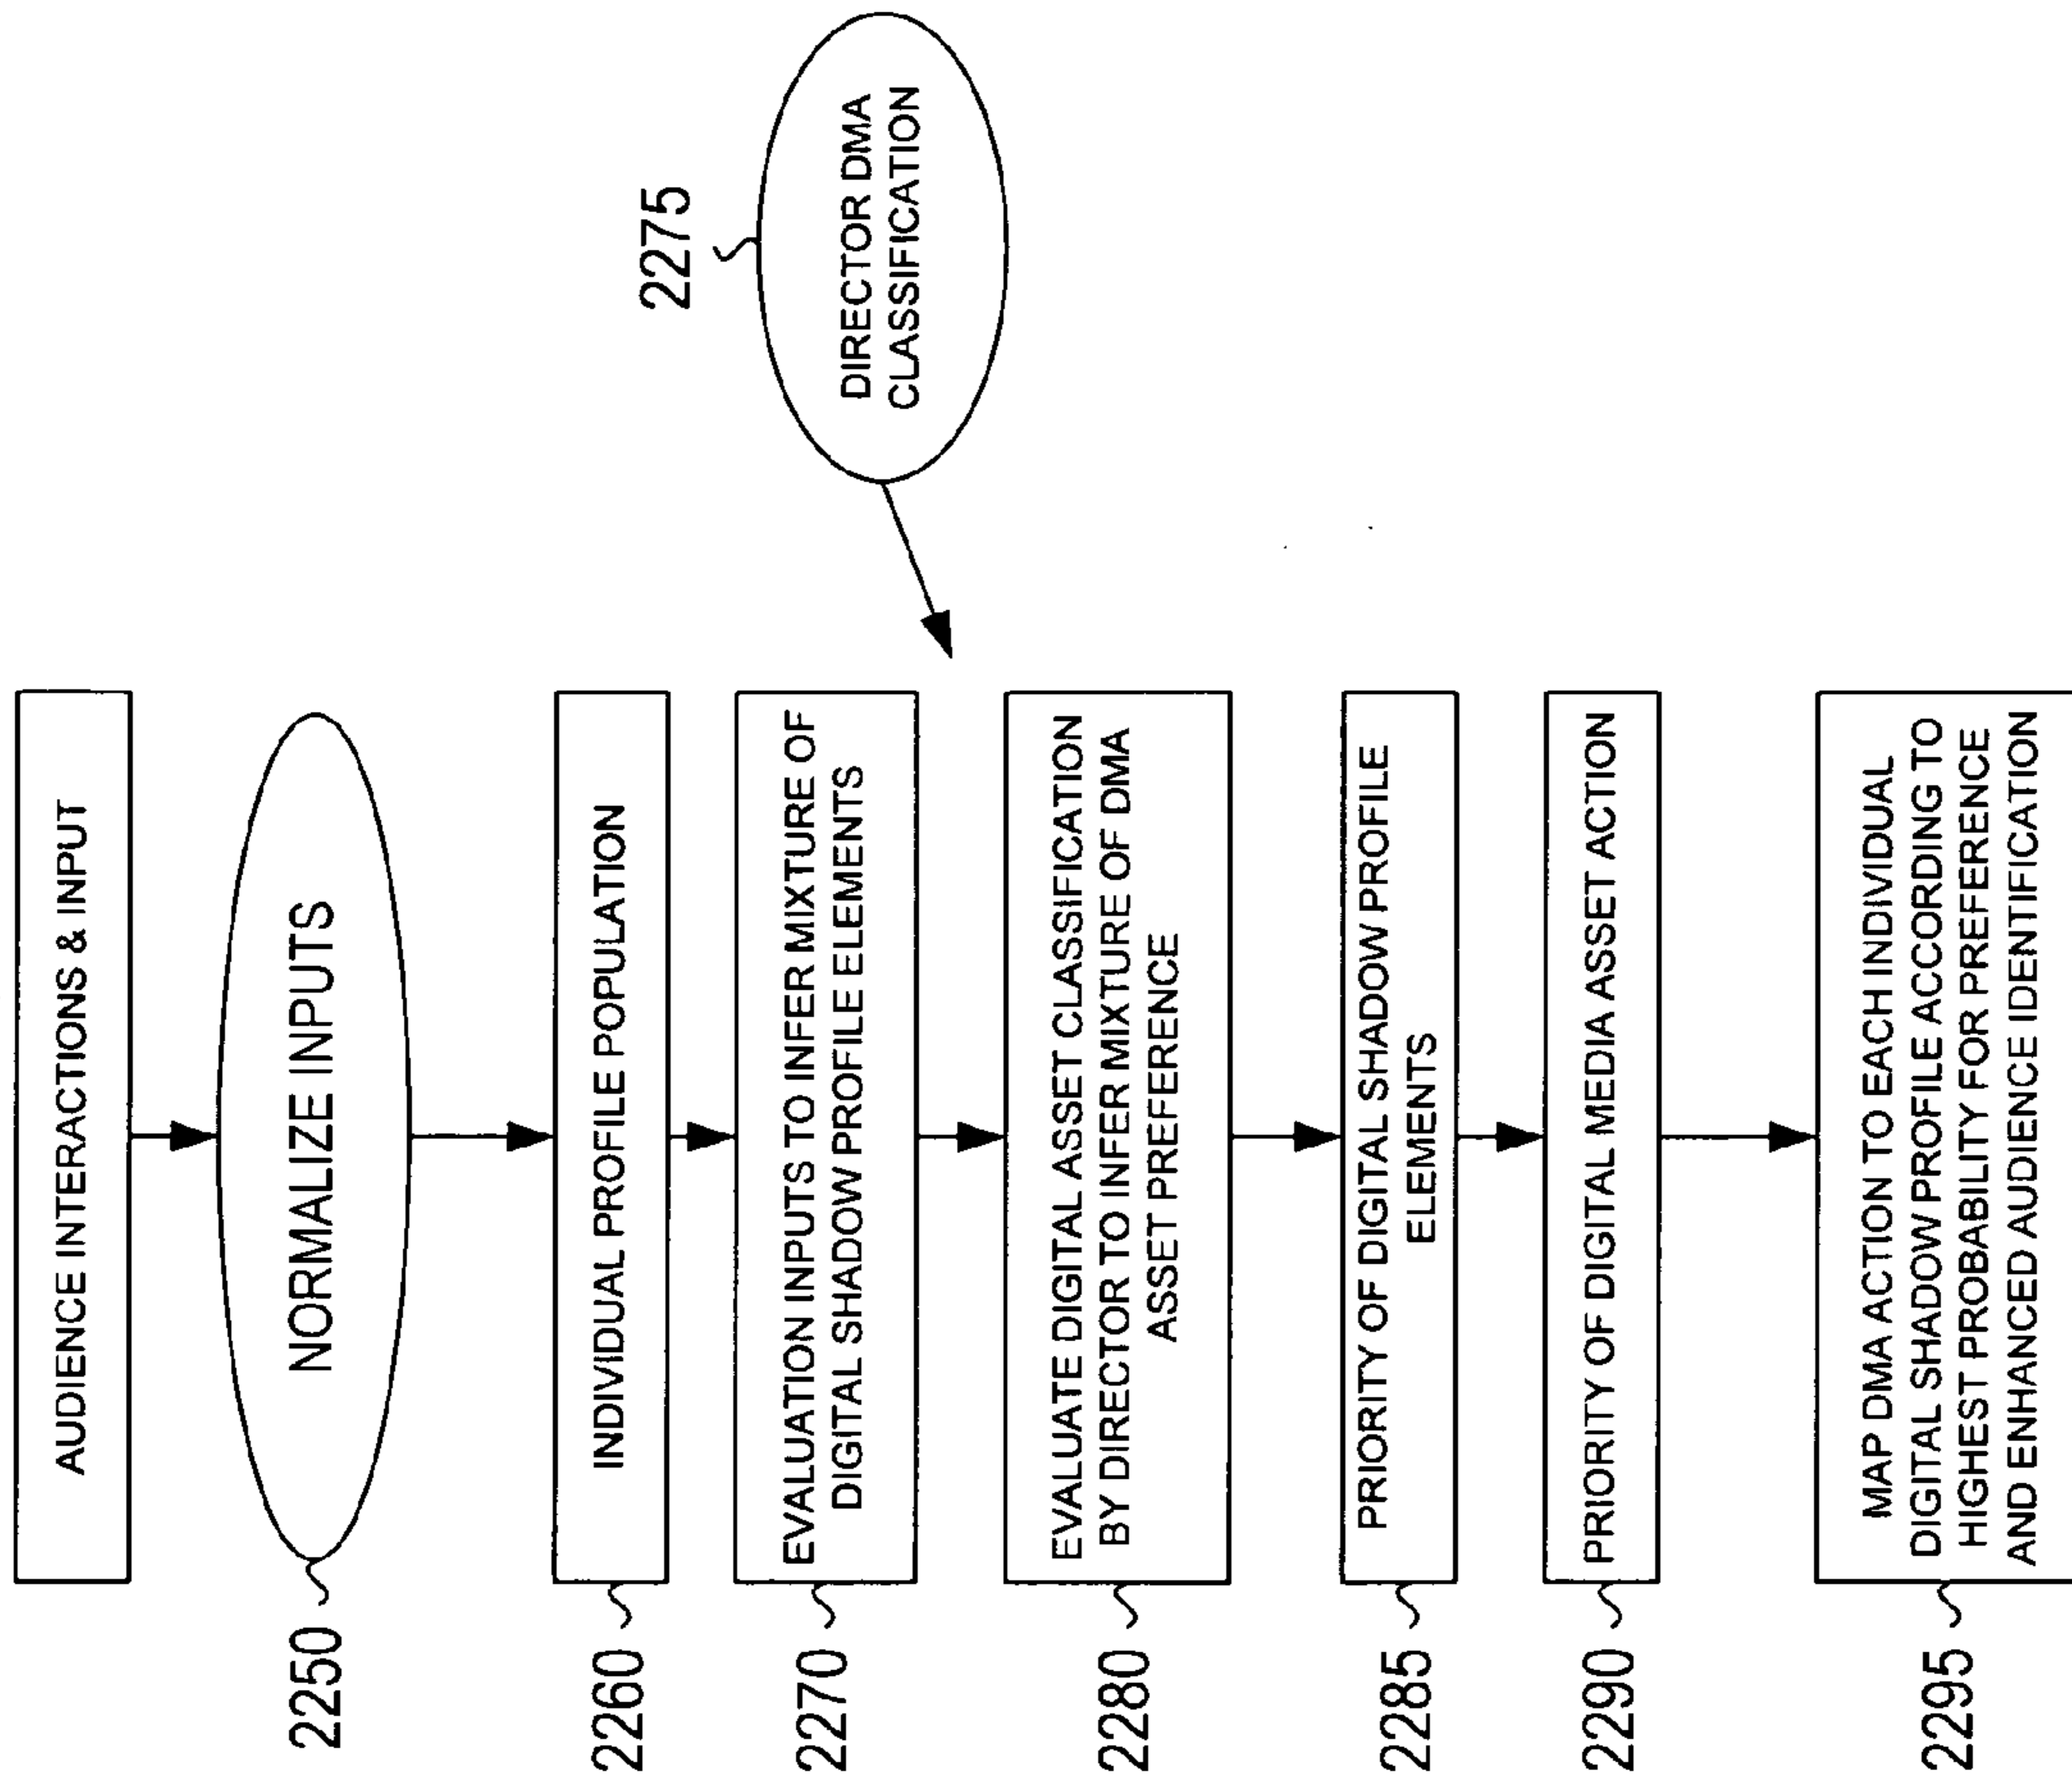 AUDIENCE INTERACTIONS & INPUT
2250
NORMALIZE INPUTS
2260
INDIVIDUAL PROFILE POPULATION
2270
EVALUATION INPUTS TO INFER MIXTURE OF
DIGITAL SHADOW PROFILE ELEMENTS
2275
DIRECTOR DMA
CLASSIFICATION
2280
EVALUATE DIGITAL ASSET CLASSIFICATION
BY DIRECTOR TO INFER MIXTURE OF DMA
ASSET PREFERENCE
2285
PRIORITY OF DIGITAL SHADOW PROFILE
ELEMENTS
2290
PRIORITY OF DIGITAL MEDIA ASSET ACTION
2295
MAP DMA ACTION TO EACH INDIVIDUAL
DIGITAL SHADOW PROFILE ACCORDING TO
HIGHEST PROBABILITY FOR PREFERENCE
AND ENHANCED AUDIENCE IDENTIFICATION